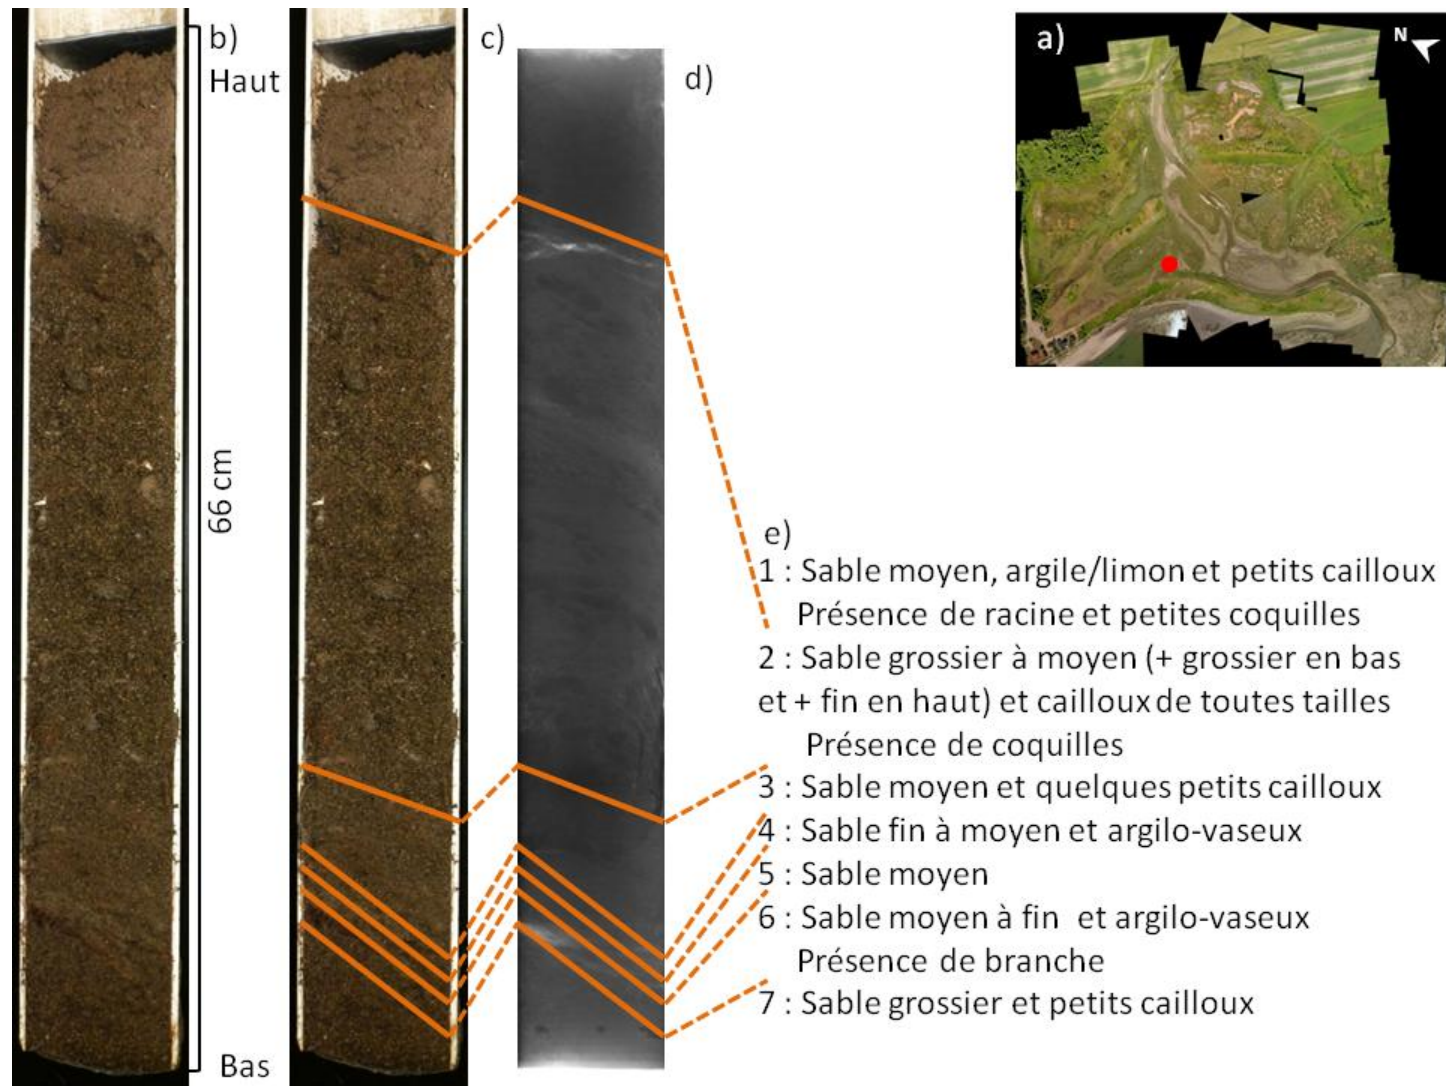 b)
Haut
c)
d)
a)
N
66 cm
e)
1 : Sable moyen, argile/limon et petits cailloux
Présence de racine et petites coquilles
2 : Sable grossier à moyen (+ grossier en bas
et + fin en haut) et cailloux de toutes tailles
Présence de coquilles
3 : Sable moyen et quelques petits cailloux
4 : Sable fin à moyen et argilo-vaseux
5 : Sable moyen
6 : Sable moyen à fin et argilo-vaseux
Présence de branche
7 : Sable grossier et petits cailloux
Bas